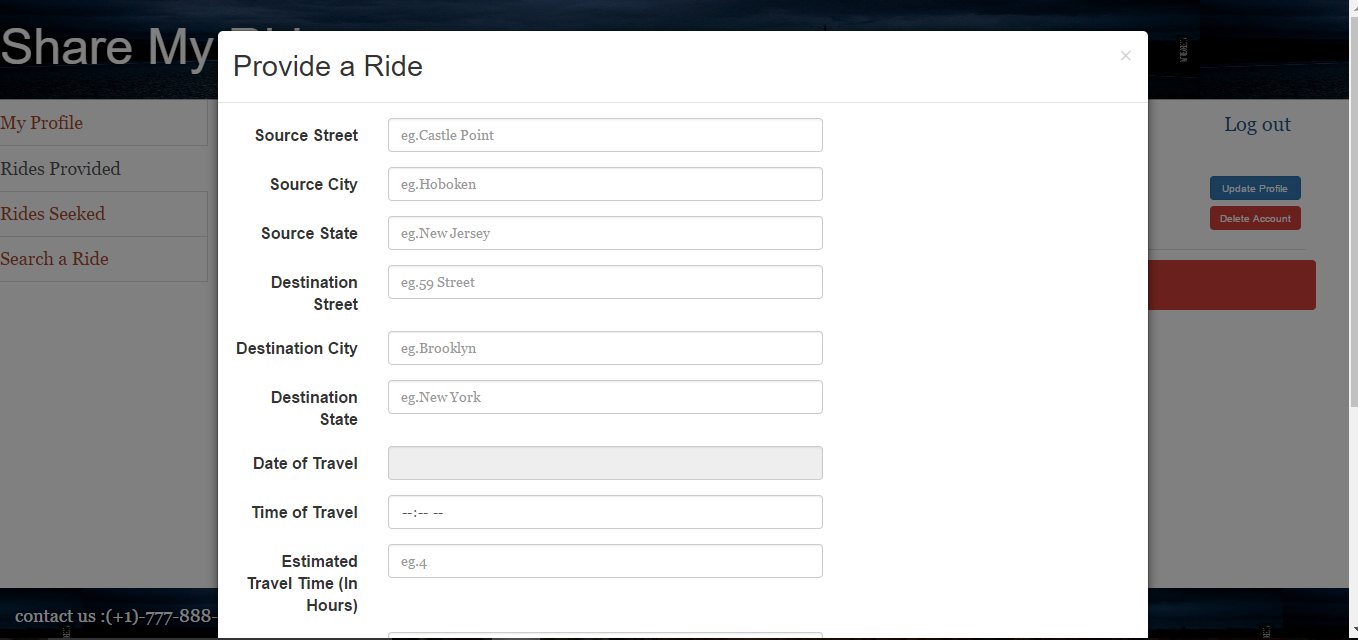 Share My Ride
Provide a Ride
×
My Profile
Rides Provided
Rides Seeked
Search a Ride
Log out
Update Profile
Delete Account
Source Street
eg.Castle Point
Source City
eg.Hoboken
Source State
eg.New Jersey
Destination
Street
eg.59 Street
Destination City
eg.Brooklyn
Destination
State
eg.New York
Date of Travel
Time of Travel
--:-- --
Estimated
Travel Time (In
Hours)
eg.4
contact us :(+1)-777-888-